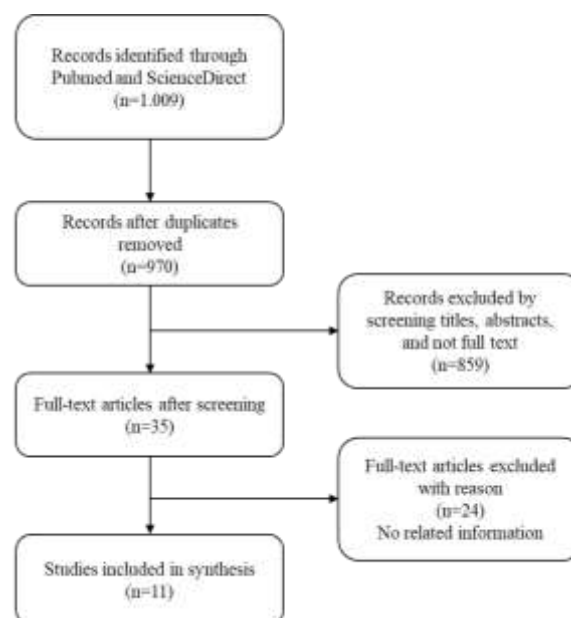 Records identified through
Pubmed and ScienceDirect
(n=1.009)
Records after duplicates
removed
(n=970)
Records excluded by
screening titles, abstracts,
and not full text
(n=859)
Full-text articles after screening
(n=35)
Full-text articles excluded
with reason
(n=24)
No related information
Studies included in synthesis
(n=11)